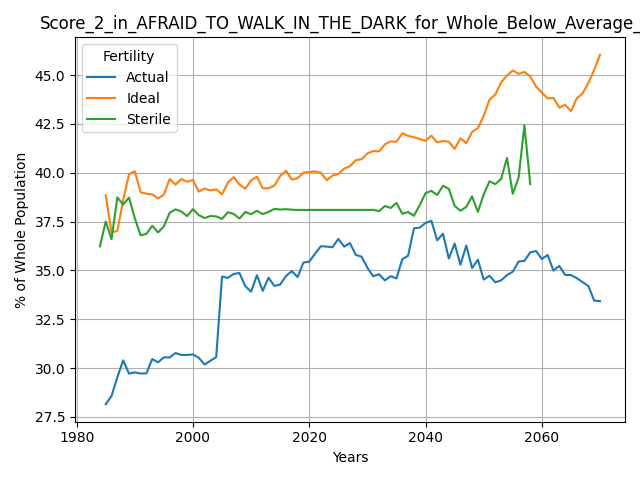 Score_2_in_AFRAID_TO_WALK_IN_THE_DARK_for_Whole_Below_Average_
Fertility
Actual
Ideal
Sterile
% of Whole Population
45.0
42.5
40.0
37.5
35.0
32.5
30.0
27.5
1980
2000
2020
2040
2060
Years